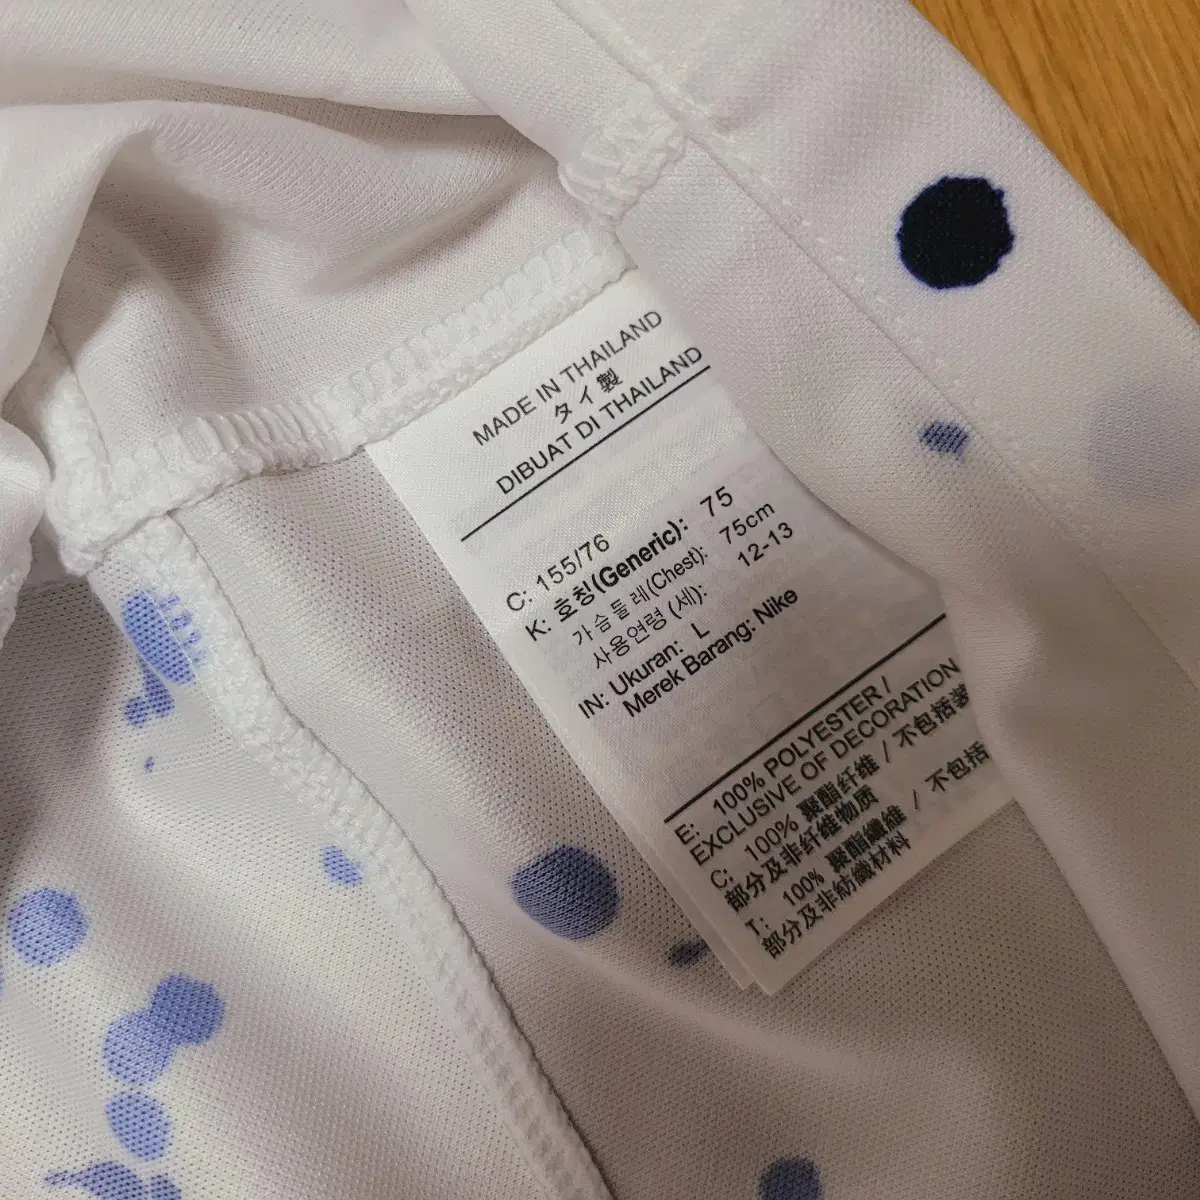 MADE IN THAILAND
タイ製
DIBUAT DI THAILAND
C: 155/76
K: 호칭(Generic): 75
가슴둘레(Chest): 75cm
사용연령 (세): 12-13
IN: Ukuran: L
Merek Barang: Nike
E: 100% POLYESTER /
EXCLUSIVE OF DECORATION
C: 100% 聚酯纤维 / 不包括装
部分及非纤维物质
T: 100% 聚酯纖維 / 不包括
部分及非紡織材料